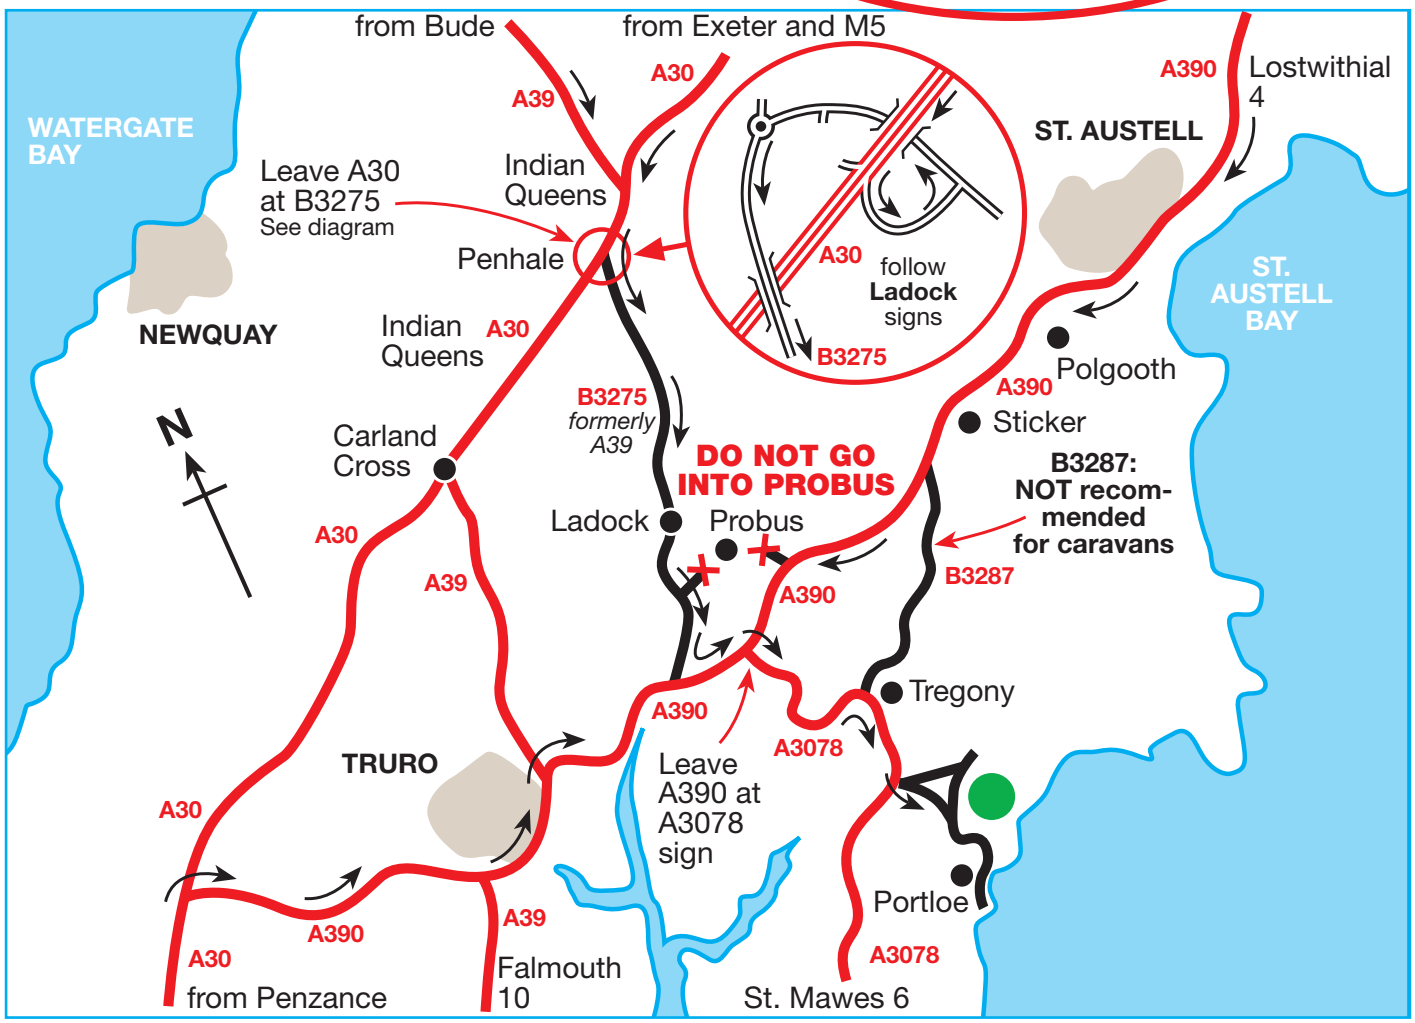 from Bude
from Exeter and M5
A39
A30
A390
Lostwithial
4
WATERGATE
BAY
ST. AUSTELL
Leave A30
at B3275
See diagram
Indian
Queens
Penhale
A30
follow
Ladock
signs
B3275
ST.
AUSTELL
BAY
NEWQUAY
Indian
Queens
A30
Polgooth
A390
Sticker
B3275
formerly
A39
N
Carland
Cross
DO NOT GO
INTO PROBUS
B3287:
NOT recom-
mended
for caravans
Ladock
Probus
A30
A39
A390
B3287
Tregony
A390
A3078
TRURO
Leave
A390 at
A3078
sign
A30
Portloe
A390
A39
A30
from Penzance
Falmouth
10
A3078
St. Mawes 6